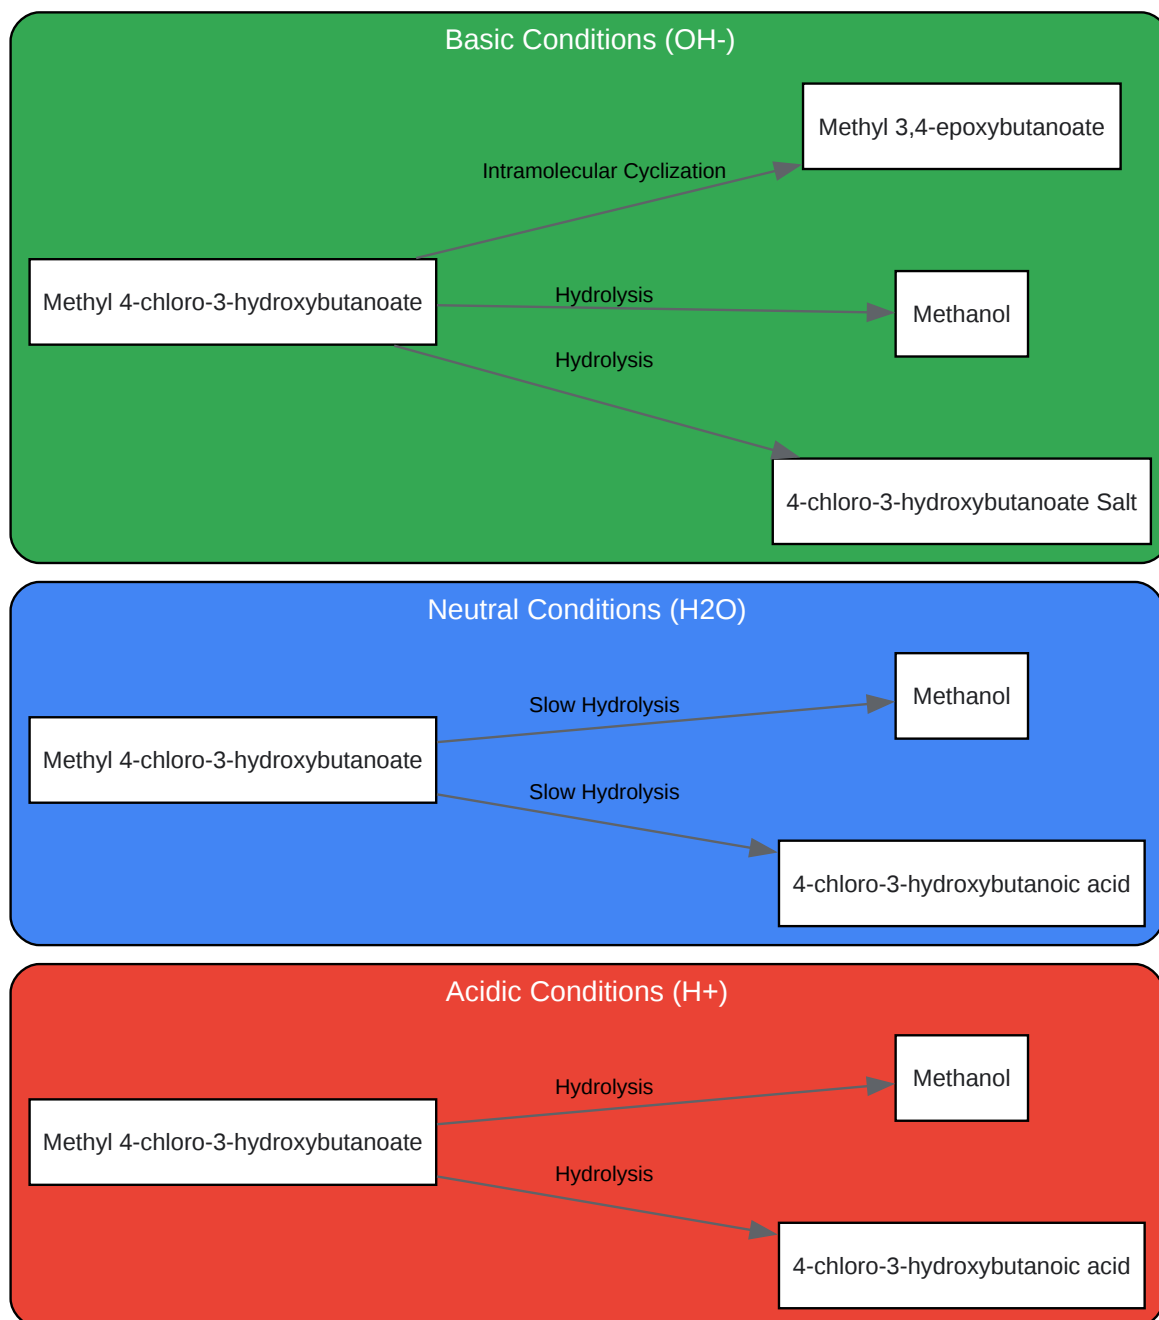 Basic Conditions (OH-)
Methyl 3,4-epoxybutanoate
Intramolecular Cyclization
Methyl 4-chloro-3-hydroxybutanoate
Hydrolysis
Methanol
Hydrolysis
4-chloro-3-hydroxybutanoate Salt
Neutral Conditions (H2O)
Methanol
Slow Hydrolysis
Methyl 4-chloro-3-hydroxybutanoate
Slow Hydrolysis
4-chloro-3-hydroxybutanoic acid
Acidic Conditions (H+)
Methanol
Hydrolysis
Methyl 4-chloro-3-hydroxybutanoate
Hydrolysis
4-chloro-3-hydroxybutanoic acid